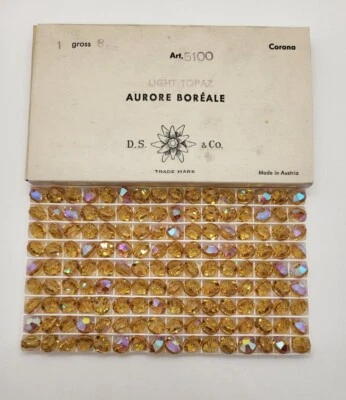 1 gross 8 Art. 5100 Corona
LIGHT TOPAZ
AURORE BORÉALE
D.S. & Co.
TRADE MARK
Made in Austria